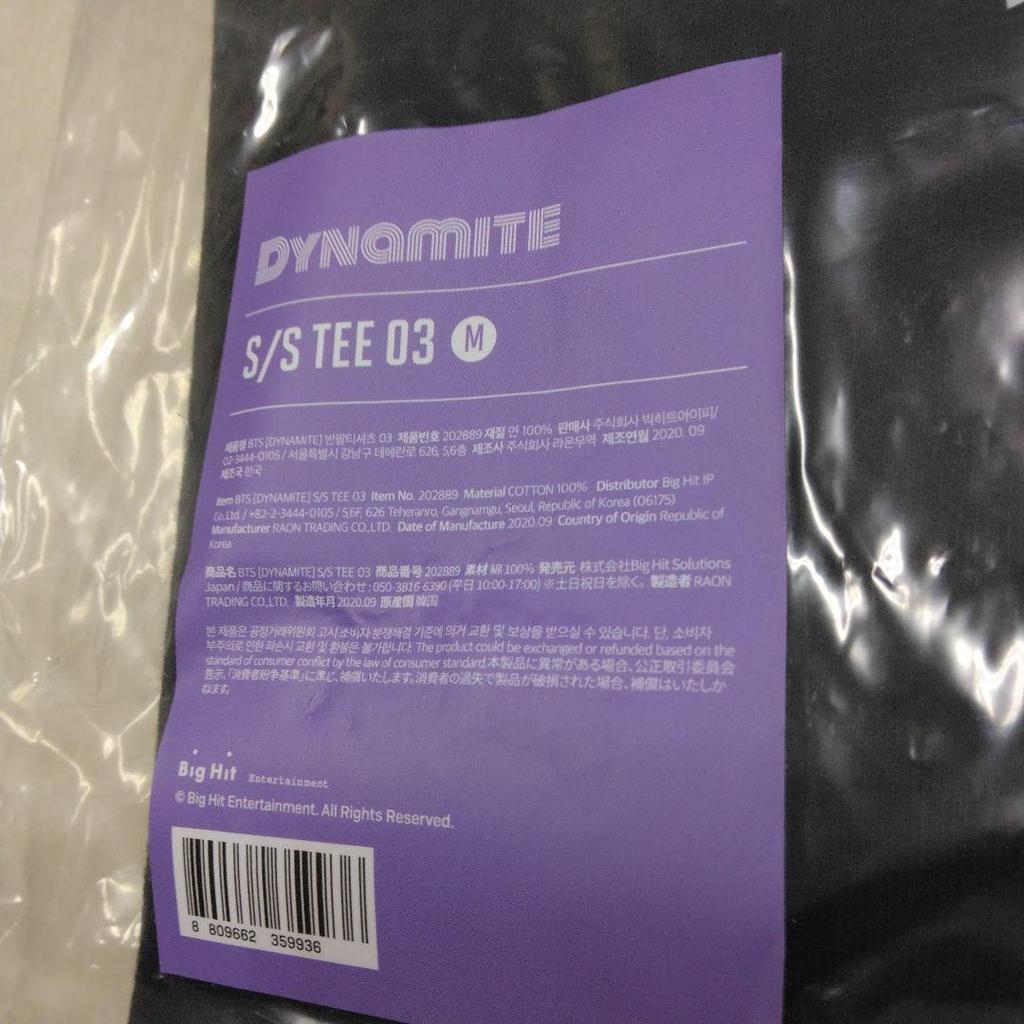 DYNAMITE
S/S TEE 03 M
제품명 BTS [DYNAMITE] 반팔티셔츠 03 제품번호 202889 재질 면 100% 판매사 주식회사 빅히트아이피/
02-3444-0105 / 서울특별시 강남구 테헤란로 626, 5,6층 제조사 주식회사 라온무역 제조연월 2020. 09
제조국 한국
Item BTS [DYNAMITE] S/S TEE 03 Item No. 202889 Material COTTON 100% Distributor Big Hit IP
Co,Ltd. / +82-2-3444-0105 / 5,6F, 626 Teheranro, Gangnamgu, Seoul, Republic of Korea (06175)
Manufacturer RAON TRADING CO.,LTD. Date of Manufacture 2020.09 Country of Origin Republic of
Korea
商品名 BTS [DYNAMITE] S/S TEE 03 商品番号 202889 素材 綿 100% 発売元 株式会社Big Hit Solutions
Japan / 商品に関するお問い合わせ : 050-3816-6390 (平日 10:00-17:00) ※土日祝日を除く。 製造者 RAON
TRADING CO.,LTD. 製造年月 2020.09 原産国 韓国
본 제품은 공정거래위원회 고시 소비자 분쟁해결 기준에 의거 교환 및 보상을 받으실 수 있습니다. 단, 소비자
부주의로 인한 파손시 교환 및 환불은 불가합니다. The product could be exchanged or refunded based on the
standard of consumer conflict by the law of consumer standard.本製品に異常がある場合、公正取引委員会
告示、「消費者紛争基準」に準じ、補償いたします。消費者の過失で製品が破損された場合、補償はいたしか
ねます。
Big Hit Entertainment
© Big Hit Entertainment. All Rights Reserved.
8 809662 359936